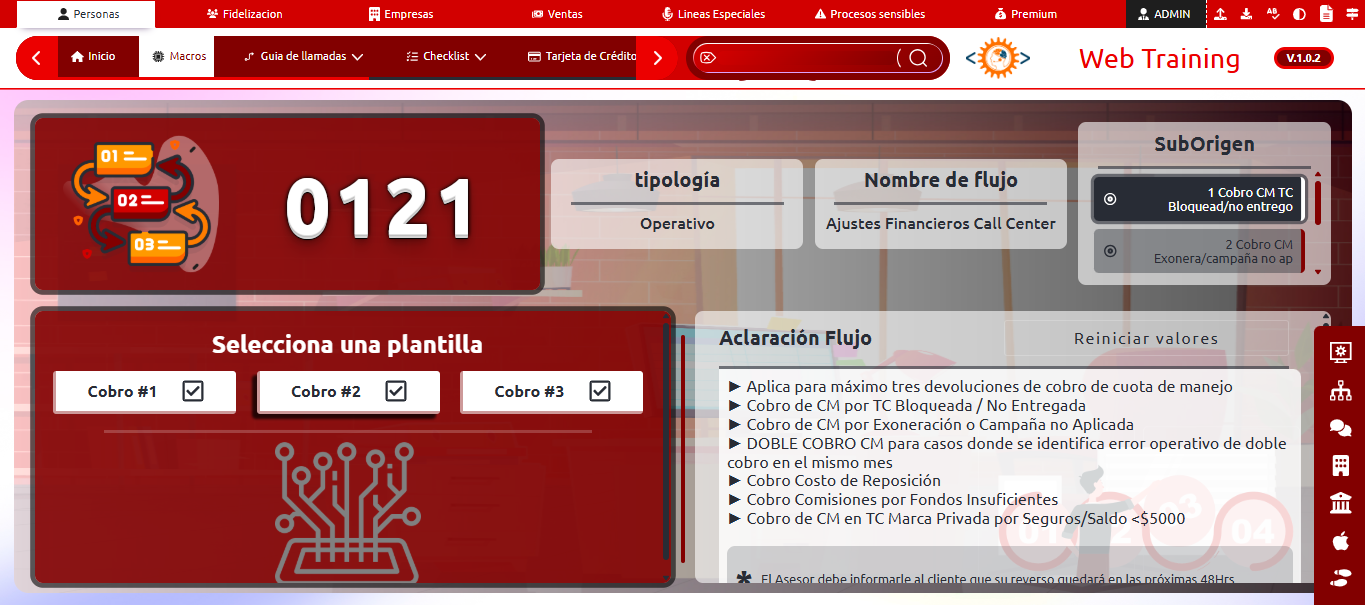 Personas
Fidelizacion
Empresas
Ventas
Lineas Especiales
Procesos sensibles
Premium
ADMIN
Inicio
Macros
Guia de llamadas
Checklist
Tarjeta de Crédito
Web Training
V.1.0.2
01
02
03
0121
tipología
Operativo
Nombre de flujo
Ajustes Financieros Call Center
SubOrigen
1 Cobro CM TC
Bloquead/no entrego
2 Cobro CM
Exonera/campaña no ap
Selecciona una plantilla
Cobro #1
Cobro #2
Cobro #3
Aclaración Flujo
Reiniciar valores
► Aplica para máximo tres devoluciones de cobro de cuota de manejo
► Cobro de CM por TC Bloqueada / No Entregada
► Cobro de CM por Exoneración o Campaña no Aplicada
► DOBLE COBRO CM para casos donde se identifica error operativo de doble
cobro en el mismo mes
► Cobro Costo de Reposición
► Cobro Comisiones por Fondos Insuficientes
► Cobro de CM en TC Marca Privada por Seguros/Saldo <$5000
01
2
03
04
* El Asesor debe informarle al cliente que su reverso quedará en las próximas 48Hrs